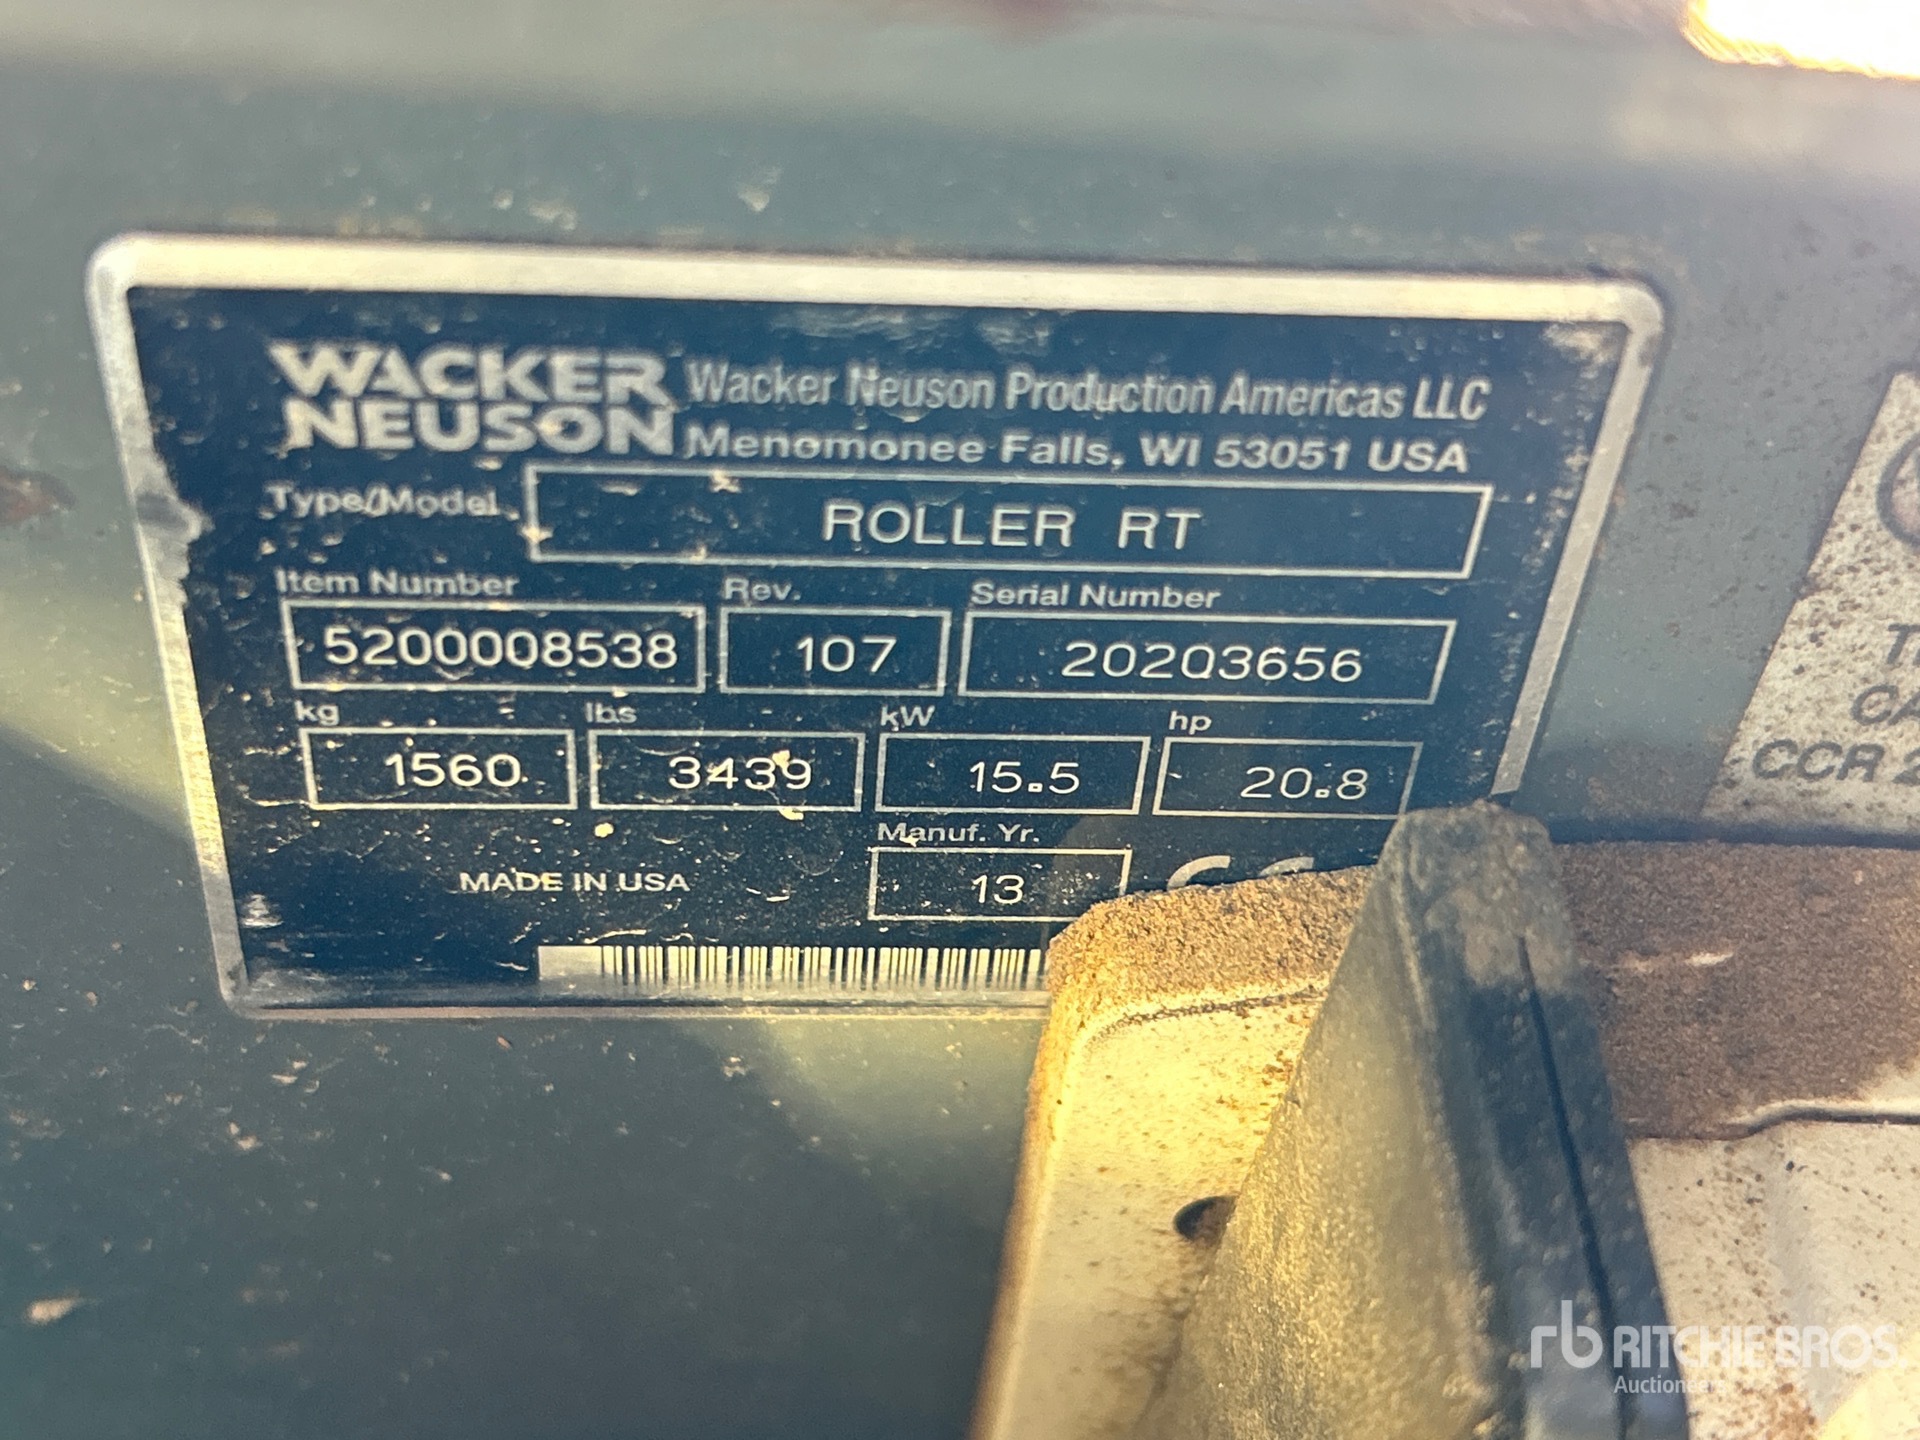 WACKER NEUSON
Wacker Neuson Production Americas LLC
Menomonee Falls, WI 53051 USA
Type/Model ROLLER RT
Item Number Rev. Serial Number
5200008538 107 20203656
kg lbs kW hp
1560 3439 15.5 20.8
Manuf. Yr.
MADE IN USA 13
CCR
rb RITCHIE BROS.
Auctioneers